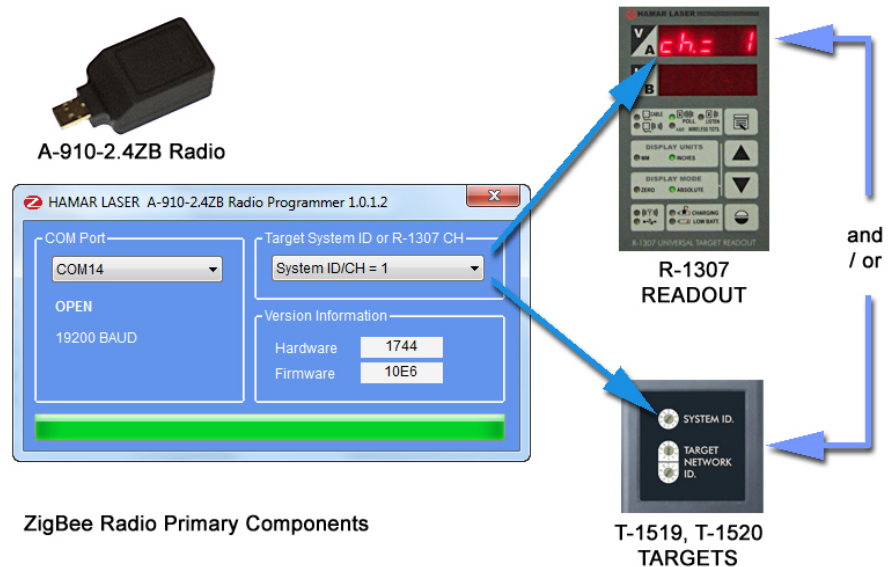 A-910-2.4ZB Radio
HAMAR LASER A-910-2.4ZB Radio Programmer 1.0.1.2
COM Port
COM14
OPEN
19200 BAUD
Target System ID or R-1307 CH
System ID/CH = 1
Version Information
Hardware 1744
Firmware 10E6
ZigBee Radio Primary Components
HAMAR LASER
V
A
ch.= 1
B
CABLE
POLL
LISTEN
WIRELESS TGTS.
DISPLAY UNITS
MM INCHES
DISPLAY MODE
ZERO ABSOLUTE
CHARGING
LOW BATT.
R-1307 UNIVERSAL TARGET READOUT
R-1307
READOUT
and
/ or
SYSTEM ID.
TARGET
NETWORK
ID.
T-1519, T-1520
TARGETS